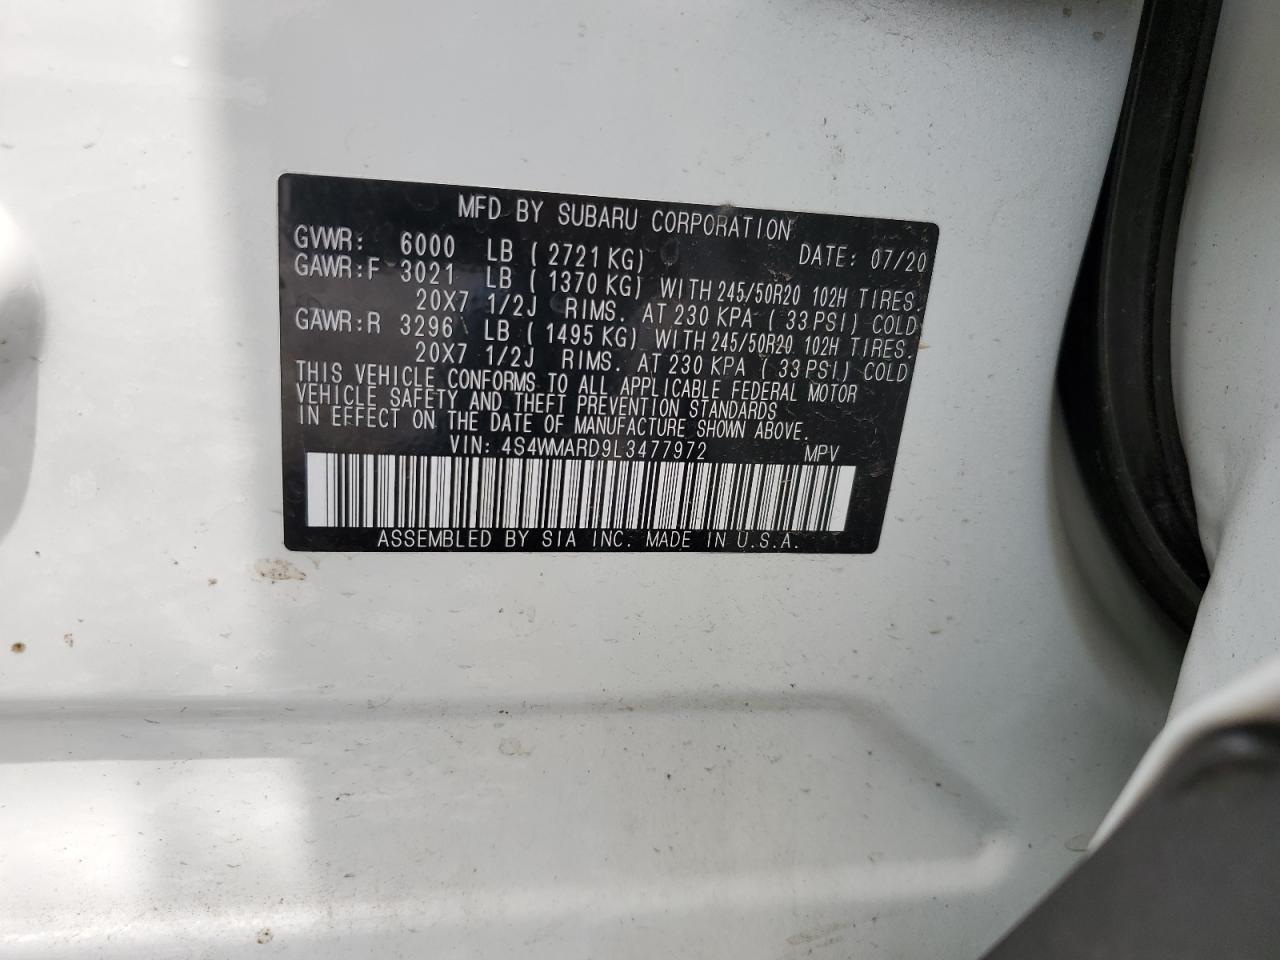 MFD BY SUBARU CORPORATION
GVWR: 6000 LB ( 2721 KG) DATE: 07/20
GAWR:F 3021 LB ( 1370 KG) WITH 245/50R20 102H TIRES.
20X7 1/2J RIMS. AT 230 KPA ( 33 PSI) COLD
GAWR:R 3296 LB ( 1495 KG) WITH 245/50R20 102H TIRES.
20X7 1/2J RIMS. AT 230 KPA ( 33 PSI) COLD
THIS VEHICLE CONFORMS TO ALL APPLICABLE FEDERAL MOTOR
VEHICLE SAFETY AND THEFT PREVENTION STANDARDS
IN EFFECT ON THE DATE OF MANUFACTURE SHOWN ABOVE.
VIN: 4S4WMARD9L3477972 MPV
ASSEMBLED BY SIA INC. MADE IN U.S.A.